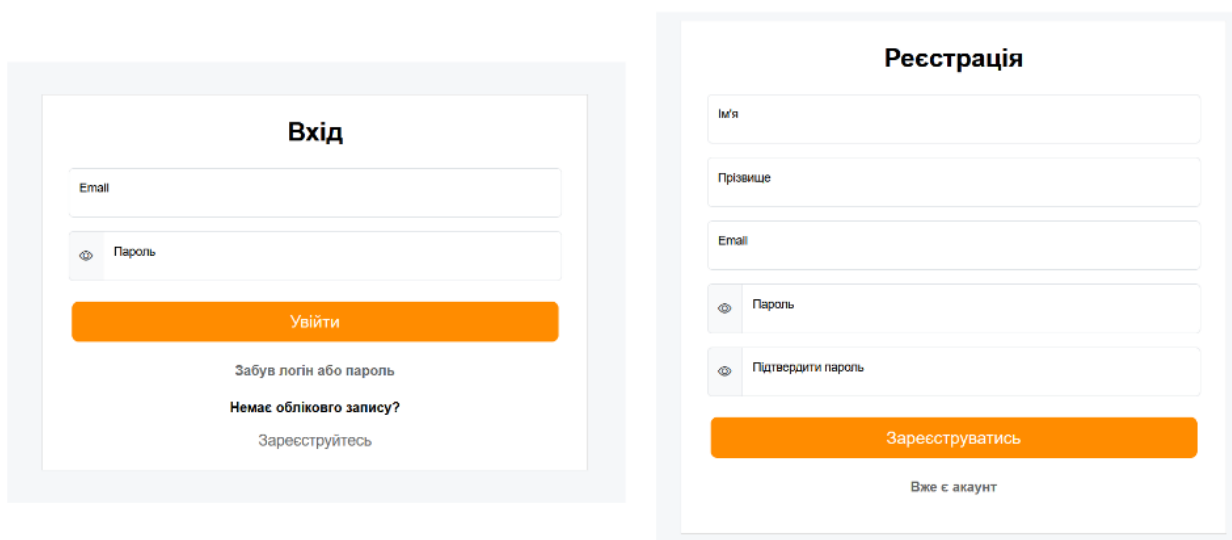 Вхід
Email
Пароль
Увійти
Забув логін або пароль
Немає обліковго запису?
Зареєструйтесь
Реєстрація
Ім'я
Прізвище
Email
Пароль
Підтвердити пароль
Зареєструватись
Вже є акаунт